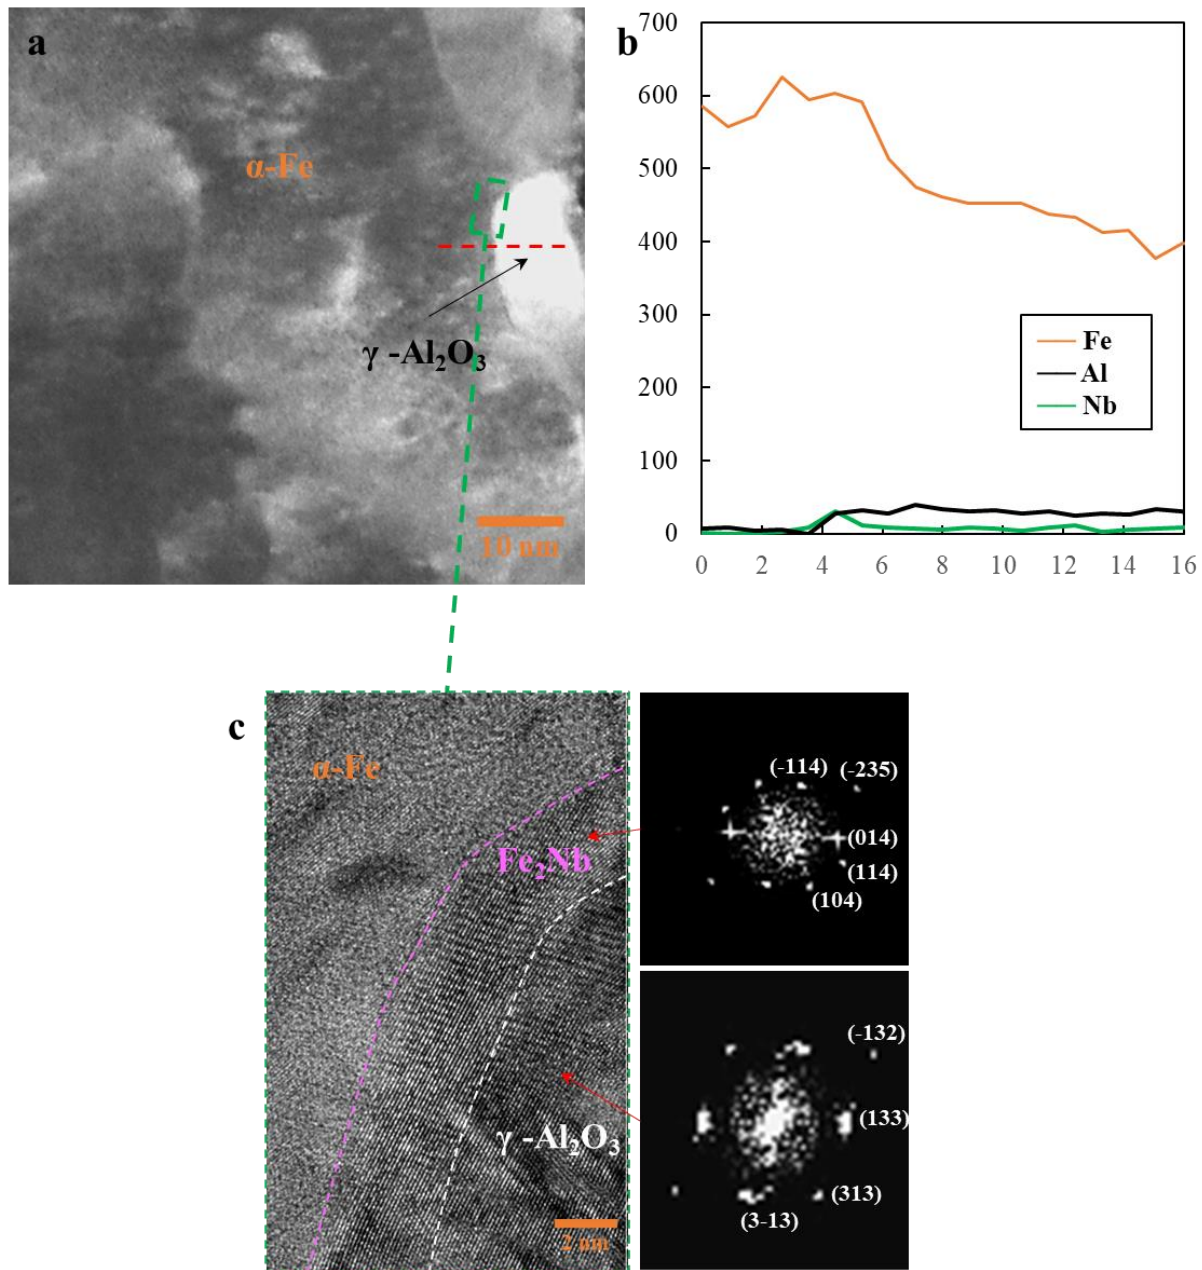 a
α-Fe
γ -Al₂O₃
10 nm
b
700
600
500
400
300
200
100
0
Fe
Al
Nb
0 2 4 6 8 10 12 14 16
c
α-Fe
Fe₂Nb
γ -Al₂O₃
2 nm
(-114) (-235)
(014)
(114)
(104)
(-132)
(133)
(313)
(3-13)